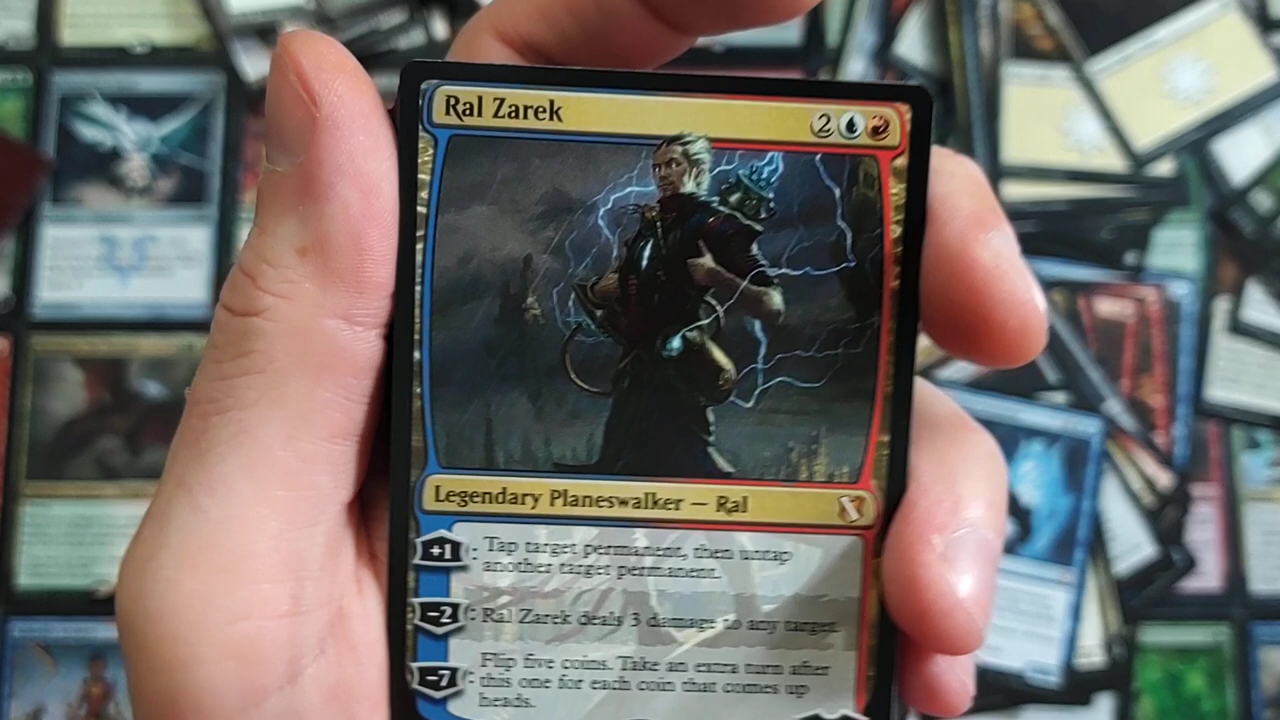 Ral Zarek
2
Legendary Planeswalker — Ral
+1 : Tap target permanent, then untap
another target permanent.
−2 : Ral Zarek deals 3 damage to any target.
Flip five coins. Take an extra turn after
−7 : this one for each coin that comes up
heads.